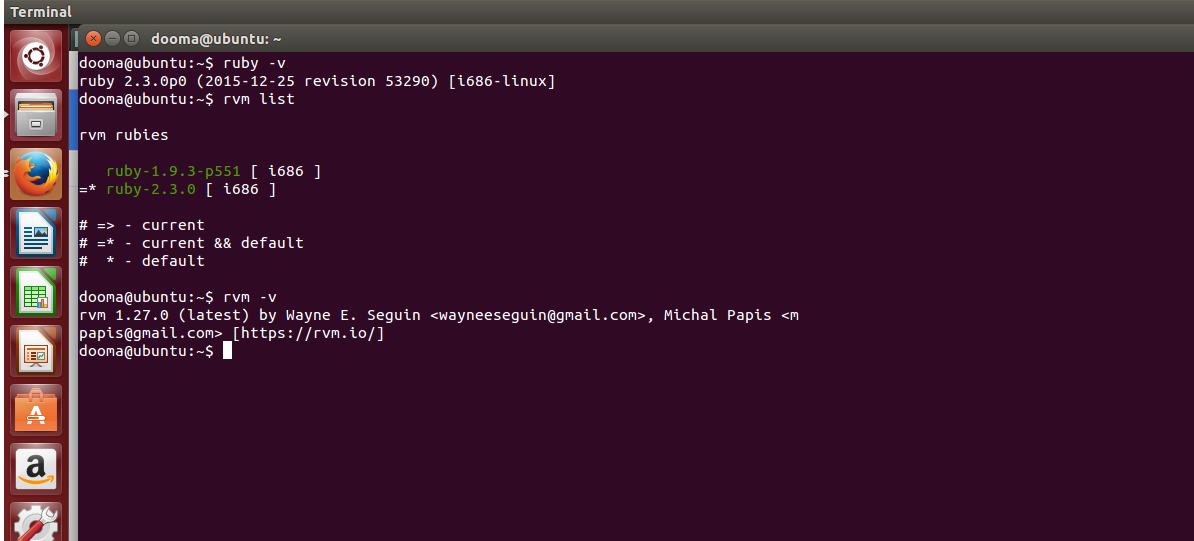 Terminal
dooma@ubuntu: ~
dooma@ubuntu:~$ ruby -v
ruby 2.3.0p0 (2015-12-25 revision 53290) [i686-linux]
dooma@ubuntu:~$ rvm list

rvm rubies

   ruby-1.9.3-p551 [ i686 ]
=* ruby-2.3.0 [ i686 ]

# => - current
# =* - current && default
#  * - default

dooma@ubuntu:~$ rvm -v
rvm 1.27.0 (latest) by Wayne E. Seguin <wayneeseguin@gmail.com>, Michal Papis <m
papis@gmail.com> [https://rvm.io/]
dooma@ubuntu:~$